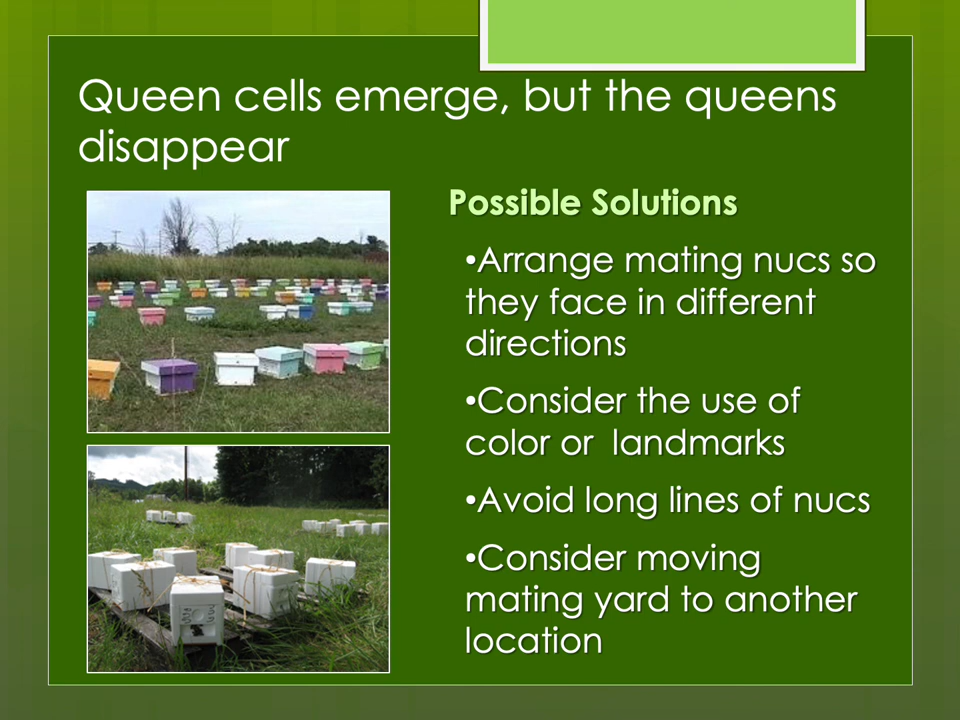 Queen cells emerge, but the queens
disappear
Possible Solutions
•Arrange mating nucs so
they face in different
directions
•Consider the use of
color or  landmarks
•Avoid long lines of nucs
•Consider moving
mating yard to another
location